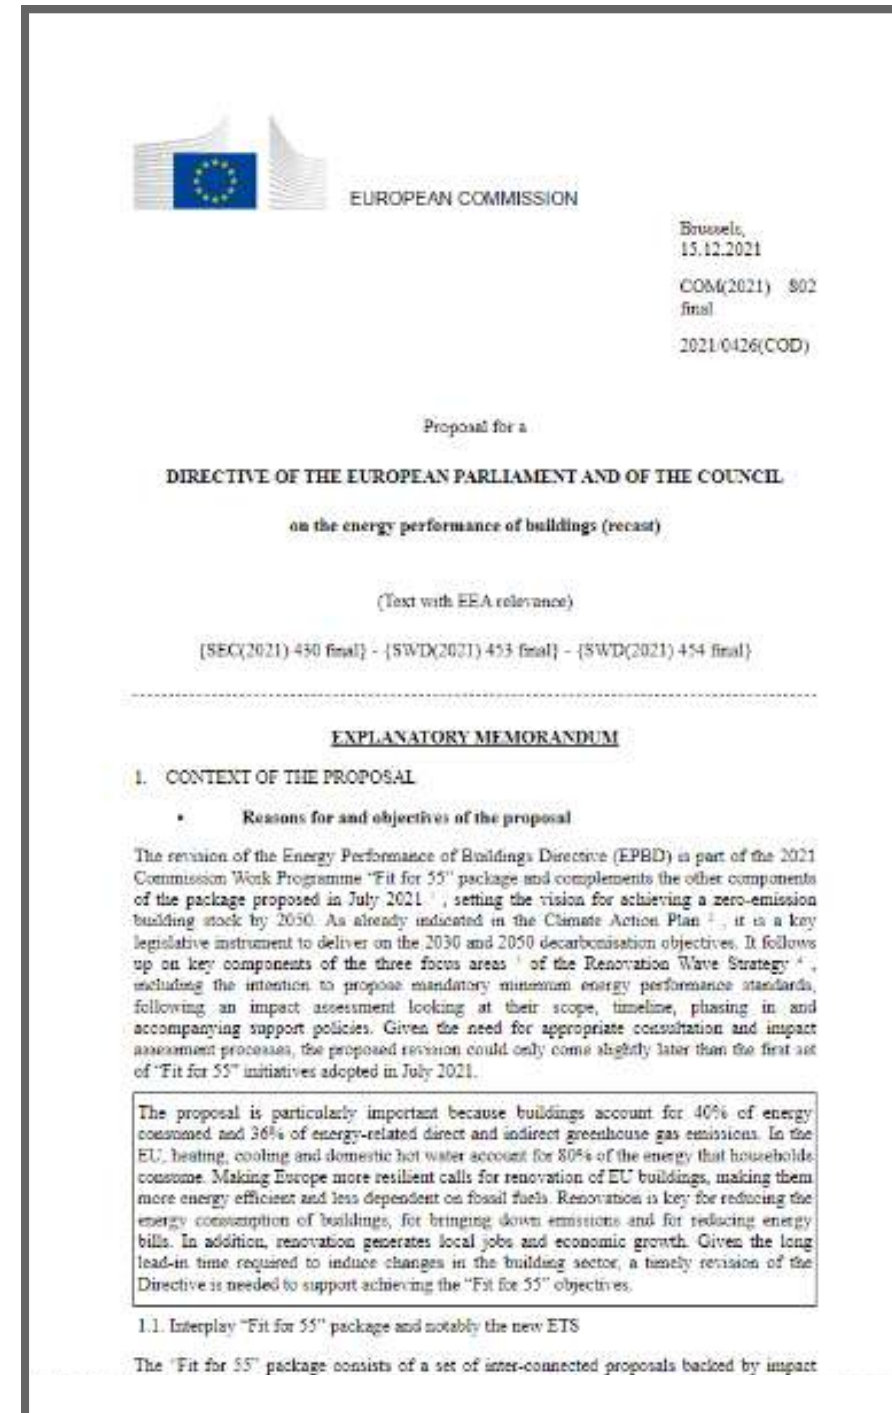 EUROPEAN COMMISSION
Brussels,
15.12.2021
COM(2021) 802
final
2021/0426(COD)
Proposal for a
DIRECTIVE OF THE EUROPEAN PARLIAMENT AND OF THE COUNCIL
on the energy performance of buildings (recast)
(Text with EEA relevance)
{SEC(2021) 430 final} - {SWD(2021) 453 final} - {SWD(2021) 454 final}
EXPLANATORY MEMORANDUM
1. CONTEXT OF THE PROPOSAL
• Reasons for and objectives of the proposal
The revision of the Energy Performance of Buildings Directive (EPBD) is part of the 2021
Commission Work Programme “Fit for 55” package and complements the other components
of the package proposed in July 2021 , setting the vision for achieving a zero-emission
building stock by 2050. As already indicated in the Climate Action Plan , it is a key
legislative instrument to deliver on the 2030 and 2050 decarbonisation objectives. It follows
up on key components of the three focus areas of the Renovation Wave Strategy ,
including the intention to propose mandatory minimum energy performance standards,
following an impact assessment looking at their scope, timeline, phasing in and
accompanying support policies. Given the need for appropriate consultation and impact
assessment processes, the proposed revision could only come slightly later than the first set
of “Fit for 55” initiatives adopted in July 2021.
The proposal is particularly important because buildings account for 40% of energy
consumed and 36% of energy-related direct and indirect greenhouse gas emissions. In the
EU, heating, cooling and domestic hot water account for 80% of the energy that households
consume. Making Europe more resilient calls for renovation of EU buildings, making them
more energy efficient and less dependent on fossil fuels. Renovation is key for reducing the
energy consumption of buildings, for bringing down emissions and for reducing energy
bills. In addition, renovation generates local jobs and economic growth. Given the long
lead-in time required to induce changes in the building sector, a timely revision of the
Directive is needed to support achieving the “Fit for 55” objectives.
1.1. Interplay “Fit for 55” package and notably the new ETS
The “Fit for 55” package consists of a set of inter-connected proposals backed by impact